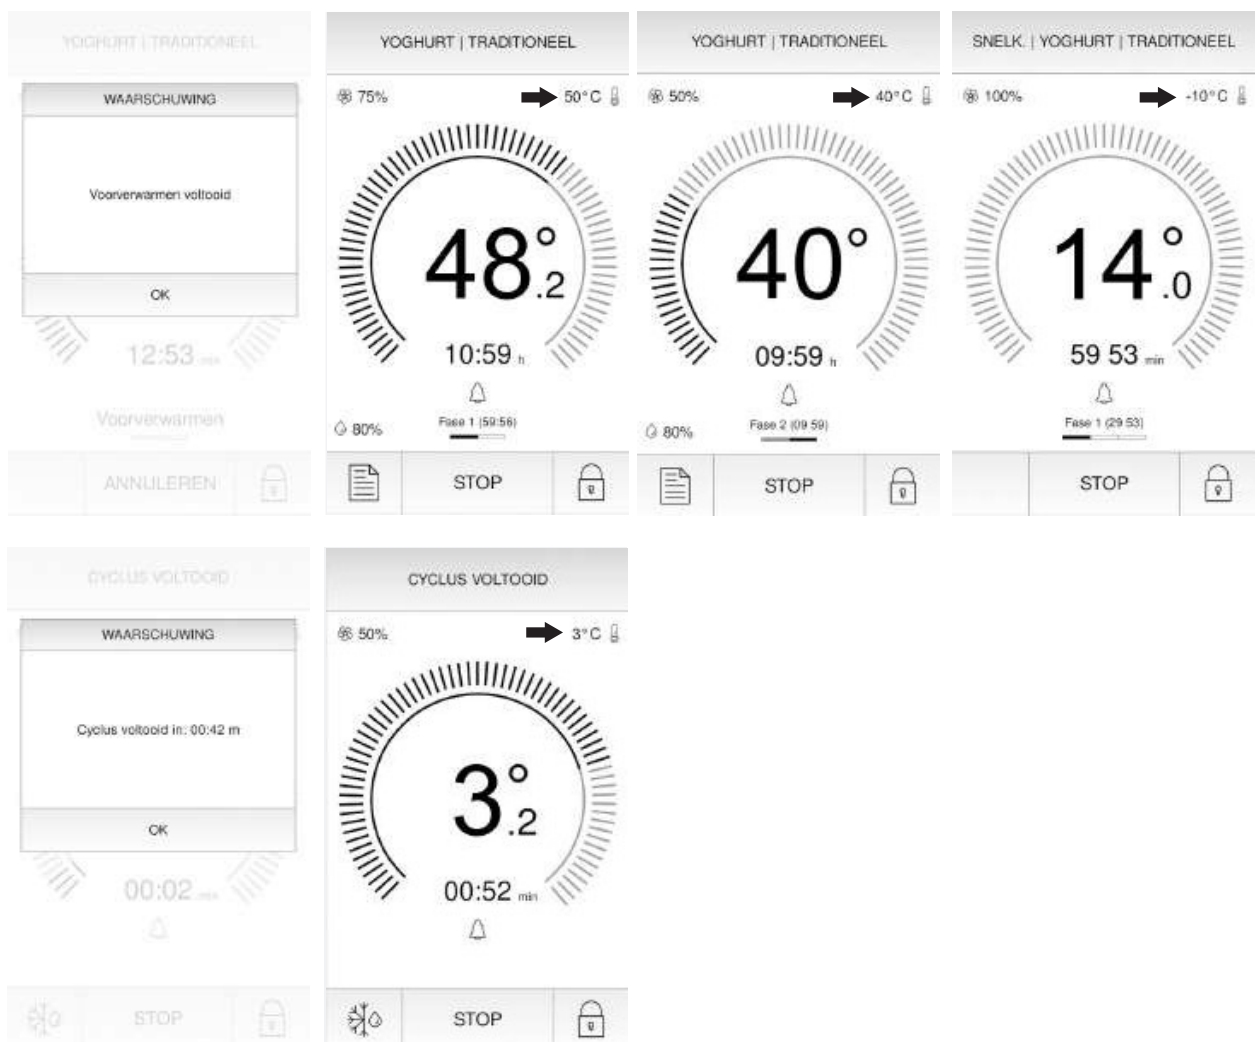 YOGHURT | TRADITIONEEL
WAARSCHUWING
Voorverwarmen voltooid
OK
12:53 min
Voorverwarmen
ANNULEREN
YOGHURT | TRADITIONEEL
75%
50°C
48°.2
10:59 h
Fase 1 (59:56)
80%
STOP
YOGHURT | TRADITIONEEL
50%
40°C
40°
09:59 h
Fase 2 (09 59)
80%
STOP
SNELK. | YOGHURT | TRADITIONEEL
100%
-10°C
14°.0
59 53 min
Fase 1 (29 53)
STOP
CYCLUS VOLTOOID
WAARSCHUWING
Cyclus voltooid in: 00:42 m
OK
00:02 min
STOP
CYCLUS VOLTOOID
50%
3°C
3°.2
00:52 min
STOP